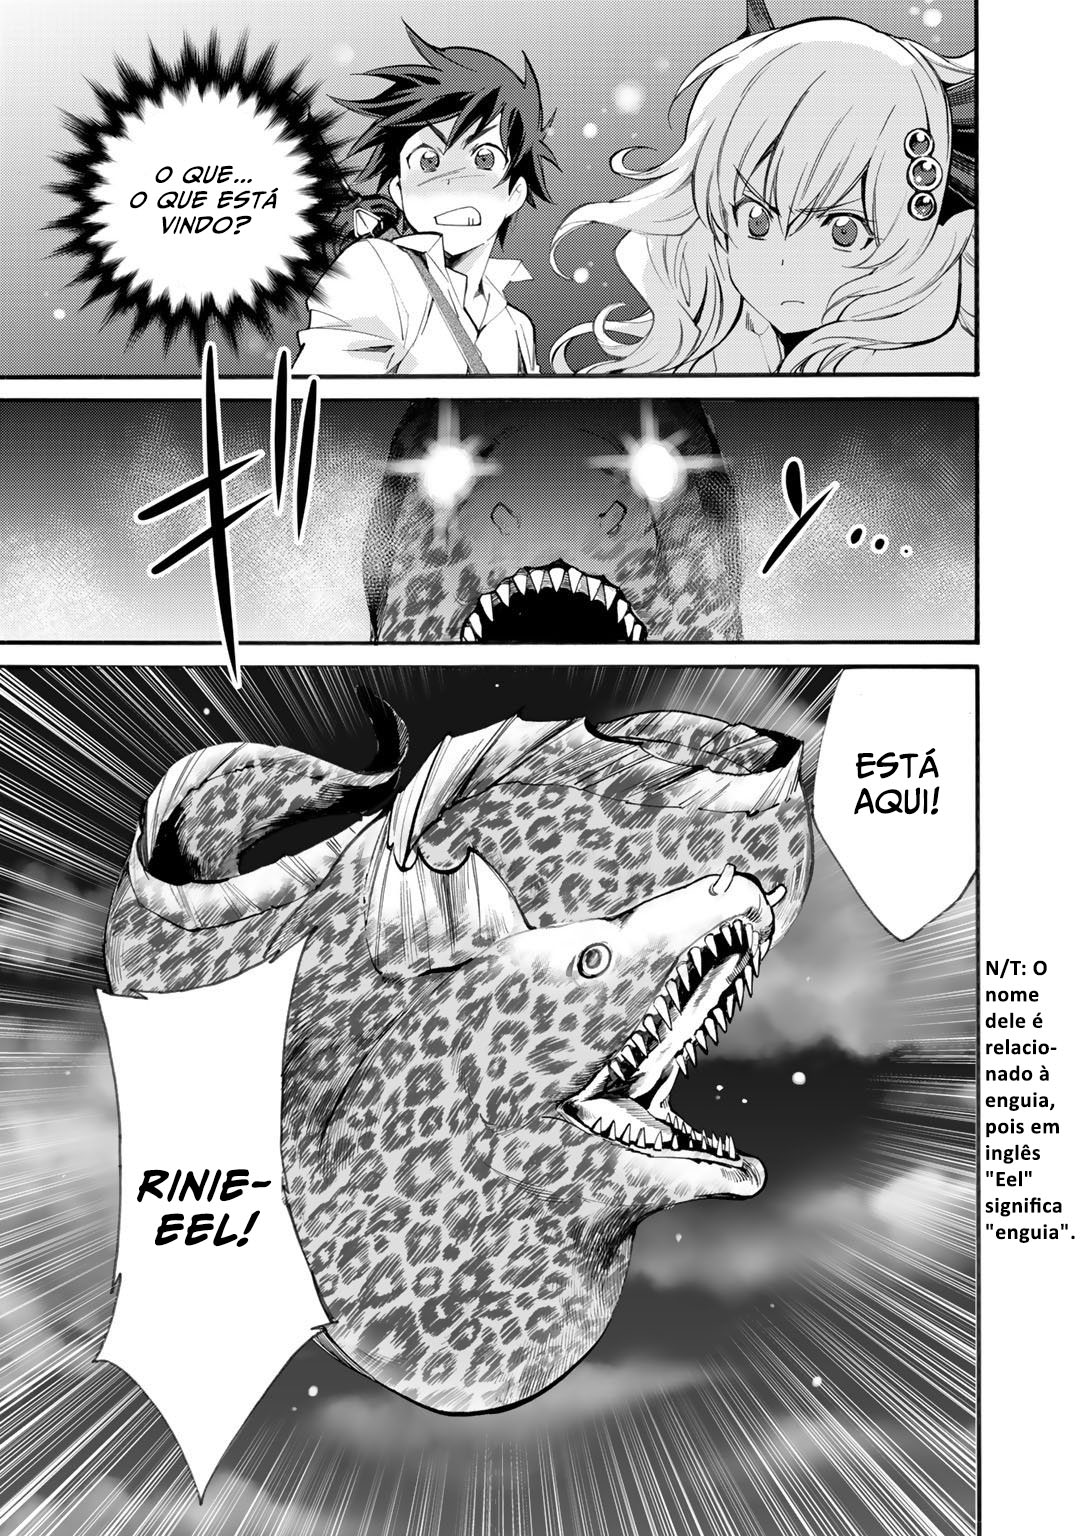 O QUE...
O QUE ESTÁ
VINDO?
ギリッ...
ESTÁ
AQUI!
RINIE-
EEL!
N/T: O
nome
dele é
relacio-
nado à
enguia,
pois em
inglês
"Eel"
significa
"enguia".